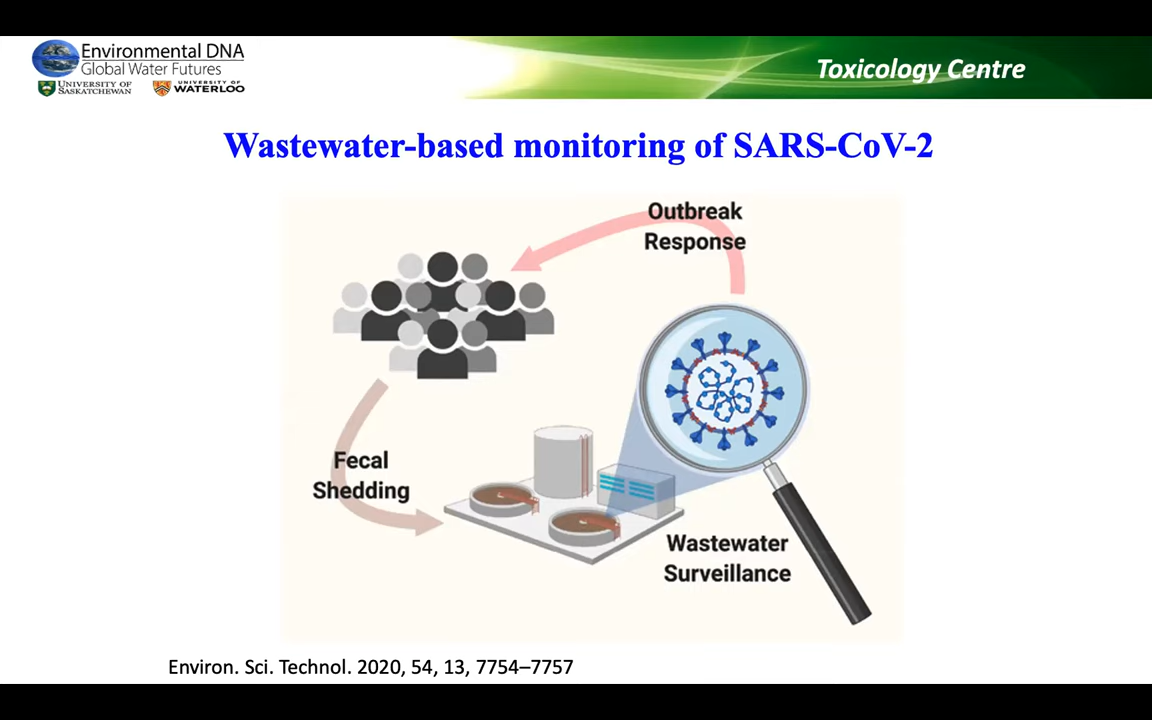 Environmental DNA
Global Water Futures
UNIVERSITY OF
SASKATCHEWAN
UNIVERSITY OF
WATERLOO
Toxicology Centre
Wastewater-based monitoring of SARS-CoV-2
Outbreak
Response
Fecal
Shedding
Wastewater
Surveillance
Environ. Sci. Technol. 2020, 54, 13, 7754–7757